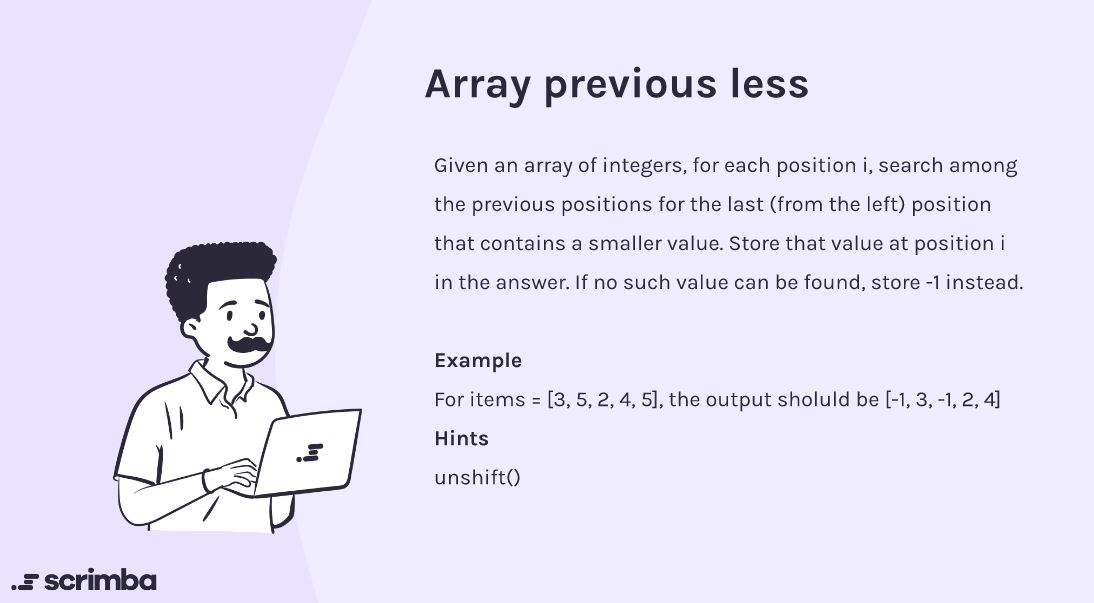 Array previous less
Given an array of integers, for each position i, search among
the previous positions for the last (from the left) position
that contains a smaller value. Store that value at position i
in the answer. If no such value can be found, store -1 instead.
Example
For items = [3, 5, 2, 4, 5], the output sholuld be [-1, 3, -1, 2, 4]
Hints
unshift()
scrimba